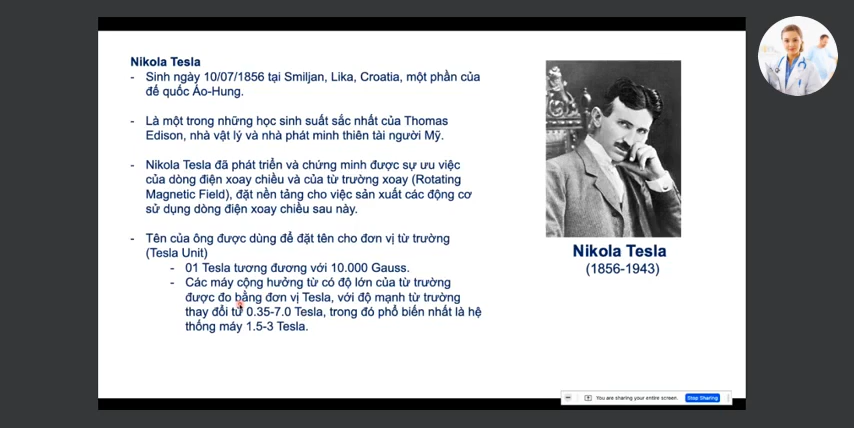 Nikola Tesla
- Sinh ngày 10/07/1856 tại Smiljan, Lika, Croatia, một phần của
đế quốc Áo-Hung.
- Là một trong những học sinh suất sắc nhất của Thomas
Edison, nhà vật lý và nhà phát minh thiên tài người Mỹ.
- Nikola Tesla đã phát triển và chứng minh được sự ưu việt
của dòng điện xoay chiều và của từ trường xoay (Rotating
Magnetic Field), đặt nền tảng cho việc sản xuất các động cơ
sử dụng dòng điện xoay chiều sau này.
- Tên của ông được dùng để đặt tên cho đơn vị từ trường
(Tesla Unit)
- 01 Tesla tương đương với 10.000 Gauss.
- Các máy cộng hưởng từ có độ lớn của từ trường
được đo bằng đơn vị Tesla, với độ mạnh từ trường
thay đổi từ 0.35-7.0 Tesla, trong đó phổ biến nhất là hệ
thống máy 1.5-3 Tesla.
Nikola Tesla
(1856-1943)
You are sharing your entire screen.
Stop Sharing